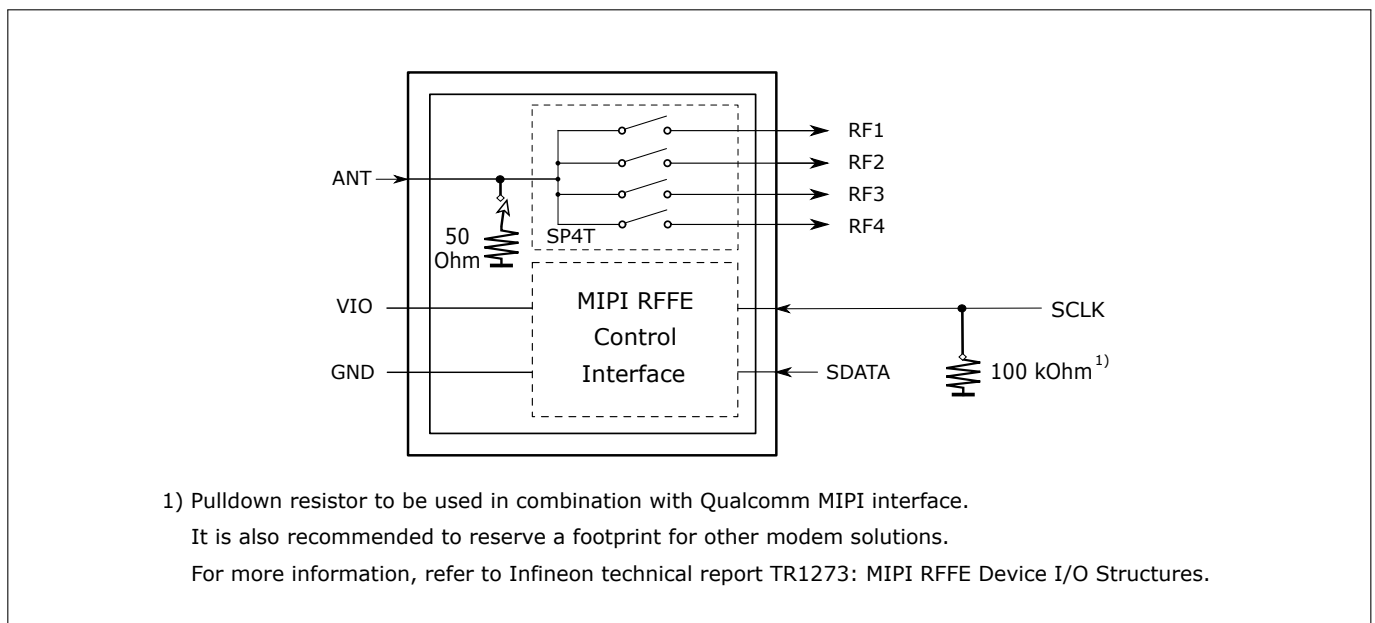 RF1
RF2
ANT
RF3
RF4
50
Ohm
SP4T
VIO
MIPI RFFE
Control
Interface
SCLK
GND
SDATA
100 kOhm 1)
1) Pulldown resistor to be used in combination with Qualcomm MIPI interface.
It is also recommended to reserve a footprint for other modem solutions.
For more information, refer to Infineon technical report TR1273: MIPI RFFE Device I/O Structures.